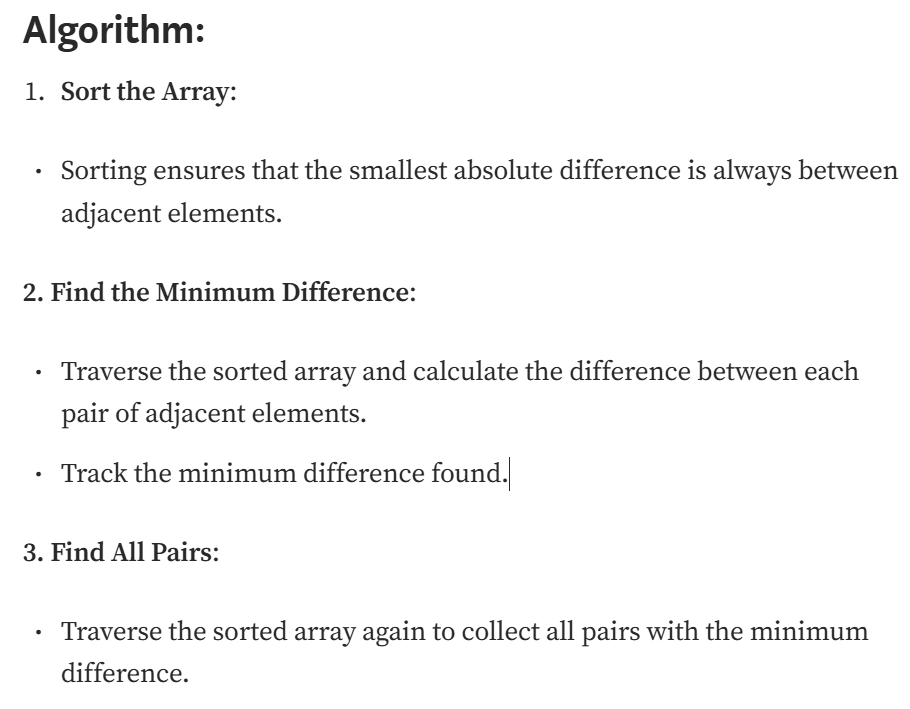 Algorithm:
1. Sort the Array:
· Sorting ensures that the smallest absolute difference is always between
adjacent elements.
2. Find the Minimum Difference:
· Traverse the sorted array and calculate the difference between each
pair of adjacent elements.
· Track the minimum difference found.
3. Find All Pairs:
· Traverse the sorted array again to collect all pairs with the minimum
difference.